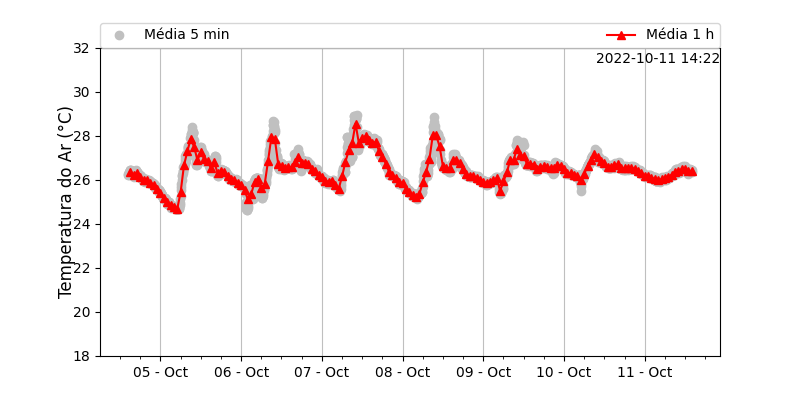 Média 5 min
Média 1 h
2022-10-11 14:22
Temperatura do Ar (°C)
32
30
28
26
24
22
20
18
05 - Oct
06 - Oct
07 - Oct
08 - Oct
09 - Oct
10 - Oct
11 - Oct